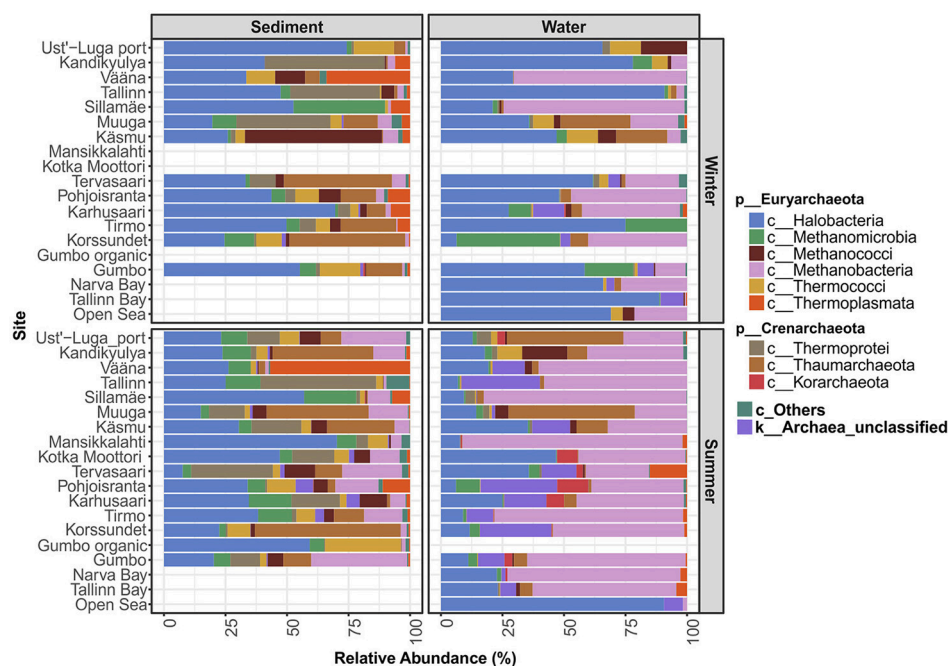 Sediment
Water
Ust'−Luga port
Kandikyulya
Vääna
Tallinn
Sillamäe
Muuga
Käsmu
Mansikkalahti
Kotka Moottori
Tervasaari
Pohjoisranta
Karhusaari
Tirmo
Korssundet
Gumbo organic
Gumbo
Narva Bay
Tallinn Bay
Open Sea
Winter
Site
Ust'−Luga_port
Kandikyulya
Vääna
Tallinn
Sillamäe
Muuga
Käsmu
Mansikkalahti
Kotka Moottori
Tervasaari
Pohjoisranta
Karhusaari
Tirmo
Korssundet
Gumbo organic
Gumbo
Narva Bay
Tallinn Bay
Open Sea
Summer
0 25 50 75 100
0 25 50 75 100
Relative Abundance (%)
p__Euryarchaeota
c__Halobacteria
c__Methanomicrobia
c__Methanococci
c__Methanobacteria
c__Thermococci
c__Thermoplasmata
p__Crenarchaeota
c__Thermoprotei
c__Thaumarchaeota
c__Korarchaeota
c_Others
k__Archaea_unclassified